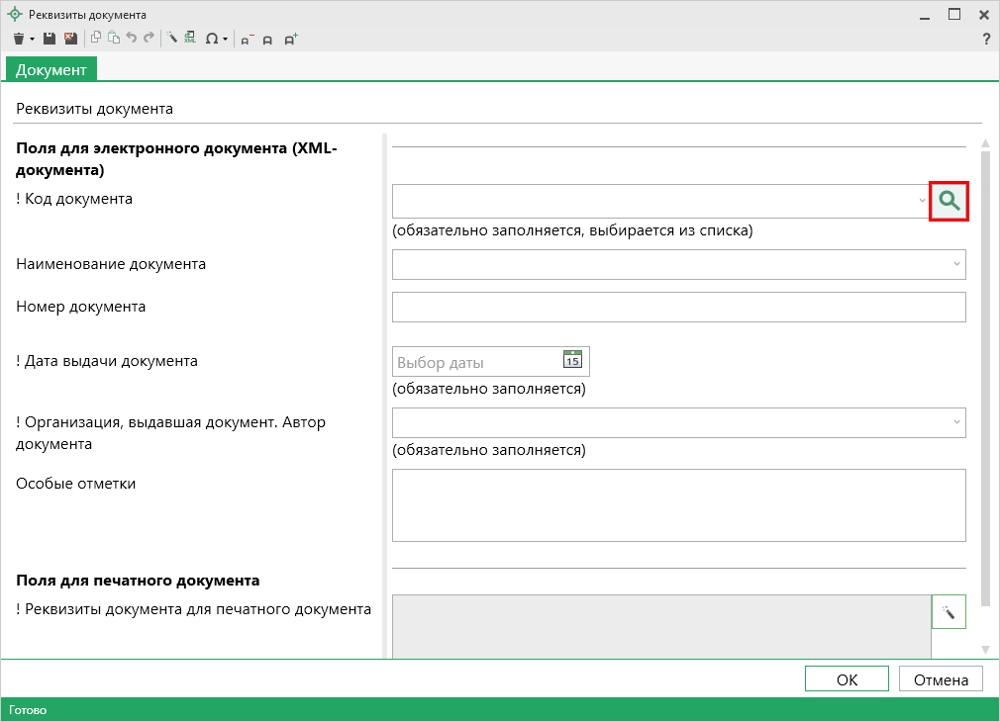 Реквизиты документа
XML
?
Документ
Реквизиты документа
Поля для электронного документа (XML-
документа)
! Код документа
(обязательно заполняется, выбирается из списка)
Наименование документа
Номер документа
! Дата выдачи документа
Выбор даты
15
(обязательно заполняется)
! Организация, выдавшая документ. Автор
документа
(обязательно заполняется)
Особые отметки
Поля для печатного документа
! Реквизиты документа для печатного документа
ОК
Отмена
Готово